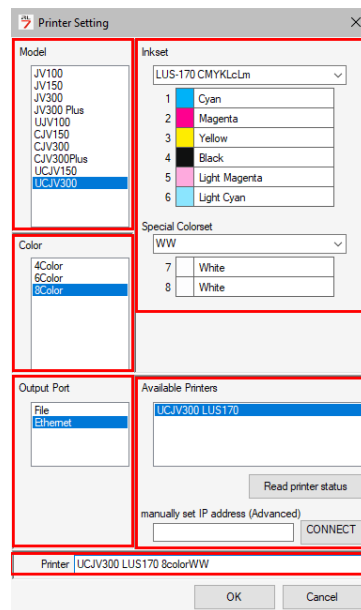 Printer Setting
Model
JV100
JV150
JV300
JV300 Plus
UJV100
CJV150
CJV300
CJV300Plus
UCJV150
UCJV300
Inkset
LUS-170 CMYKLcLm
1 Cyan
2 Magenta
3 Yellow
4 Black
5 Light Magenta
6 Light Cyan
Special Colorset
WW
7 White
8 White
Color
4Color
6Color
8Color
Output Port
File
Ethernet
Available Printers
UCJV300 LUS170
Read printer status
manually set IP address (Advanced)
CONNECT
Printer UCJV300 LUS170 8colorWW
OK Cancel